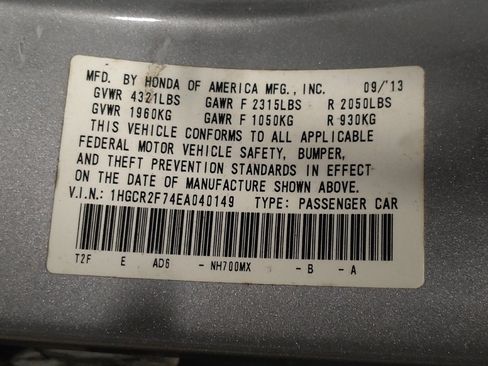 MFD. BY HONDA OF AMERICA MFG., INC. 09/'13
GVWR 4321LBS GAWR F 2315LBS R 2050LBS
GVWR 1960KG GAWR F 1050KG R 930KG
THIS VEHICLE CONFORMS TO ALL APPLICABLE
FEDERAL MOTOR VEHICLE SAFETY, BUMPER,
AND THEFT PREVENTION STANDARDS IN EFFECT
ON THE DATE OF MANUFACTURE SHOWN ABOVE.
V.I.N.: 1HGCR2F74EA040149 TYPE: PASSENGER CAR
T2F E AD6 - NH700MX - B - A